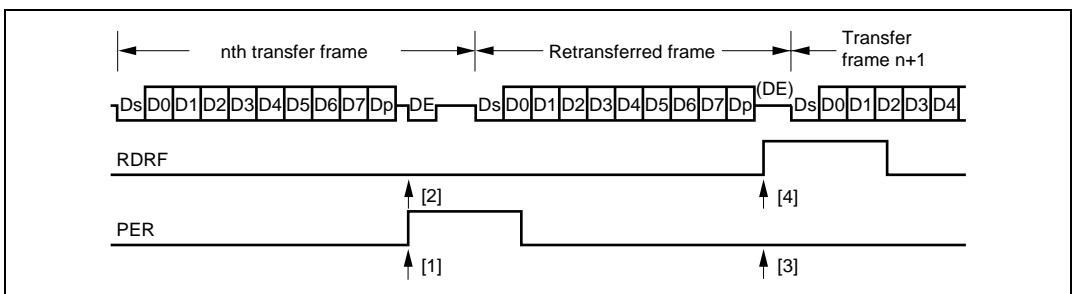 nth transfer frame
Retransferred frame
Transfer
frame n+1
Ds D0 D1 D2 D3 D4 D5 D6 D7 Dp DE Ds D0 D1 D2 D3 D4 D5 D6 D7 Dp (DE) Ds D0 D1 D2 D3 D4
RDRF
[2] [4]
PER
[1] [3]